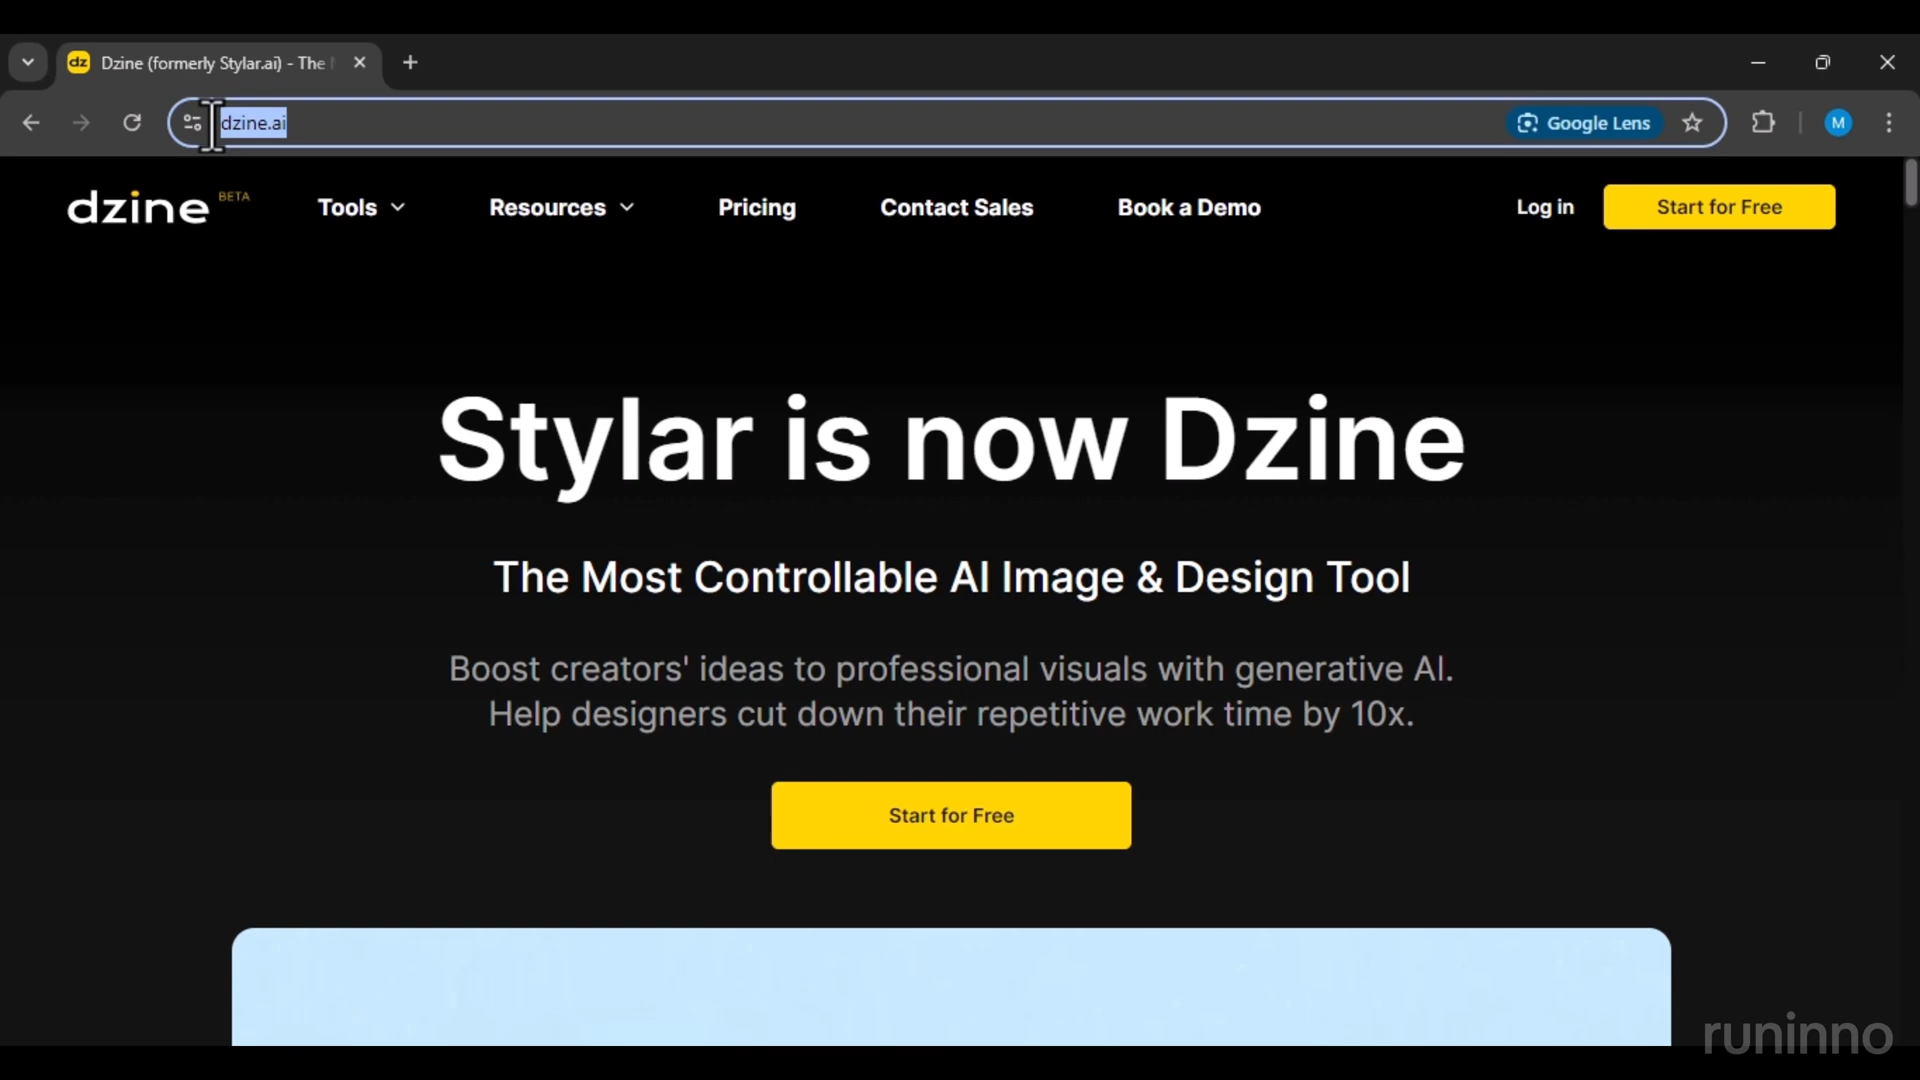 dz Dzine (formerly Stylar.ai) - The
dzine.ai
Google Lens
M
dzine BETA
Tools
Resources
Pricing
Contact Sales
Book a Demo
Log in
Start for Free
Stylar is now Dzine
The Most Controllable AI Image & Design Tool
Boost creators' ideas to professional visuals with generative AI.
Help designers cut down their repetitive work time by 10x.
Start for Free
runinno